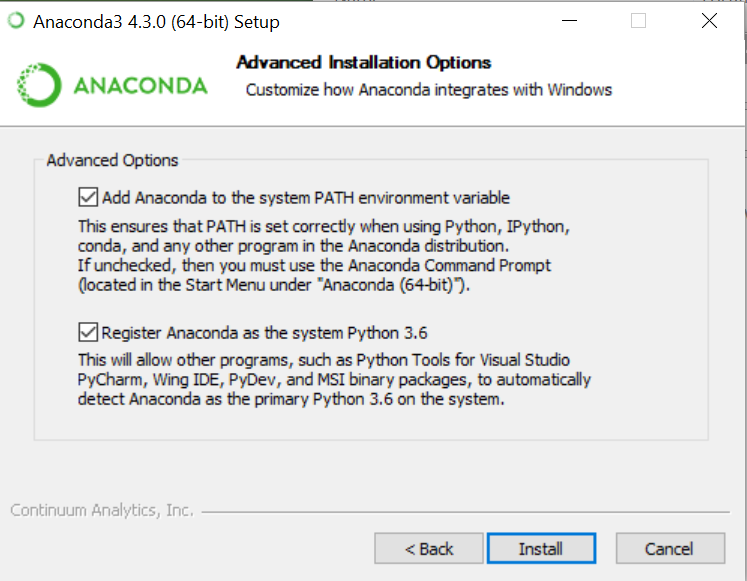 Anaconda3 4.3.0 (64-bit) Setup
ANACONDA
Advanced Installation Options
Customize how Anaconda integrates with Windows
Advanced Options
Add Anaconda to the system PATH environment variable
This ensures that PATH is set correctly when using Python, IPython,
conda, and any other program in the Anaconda distribution.
If unchecked, then you must use the Anaconda Command Prompt
(located in the Start Menu under "Anaconda (64-bit)").
Register Anaconda as the system Python 3.6
This will allow other programs, such as Python Tools for Visual Studio
PyCharm, Wing IDE, PyDev, and MSI binary packages, to automatically
detect Anaconda as the primary Python 3.6 on the system.
Continuum Analytics, Inc.
< Back
Install
Cancel